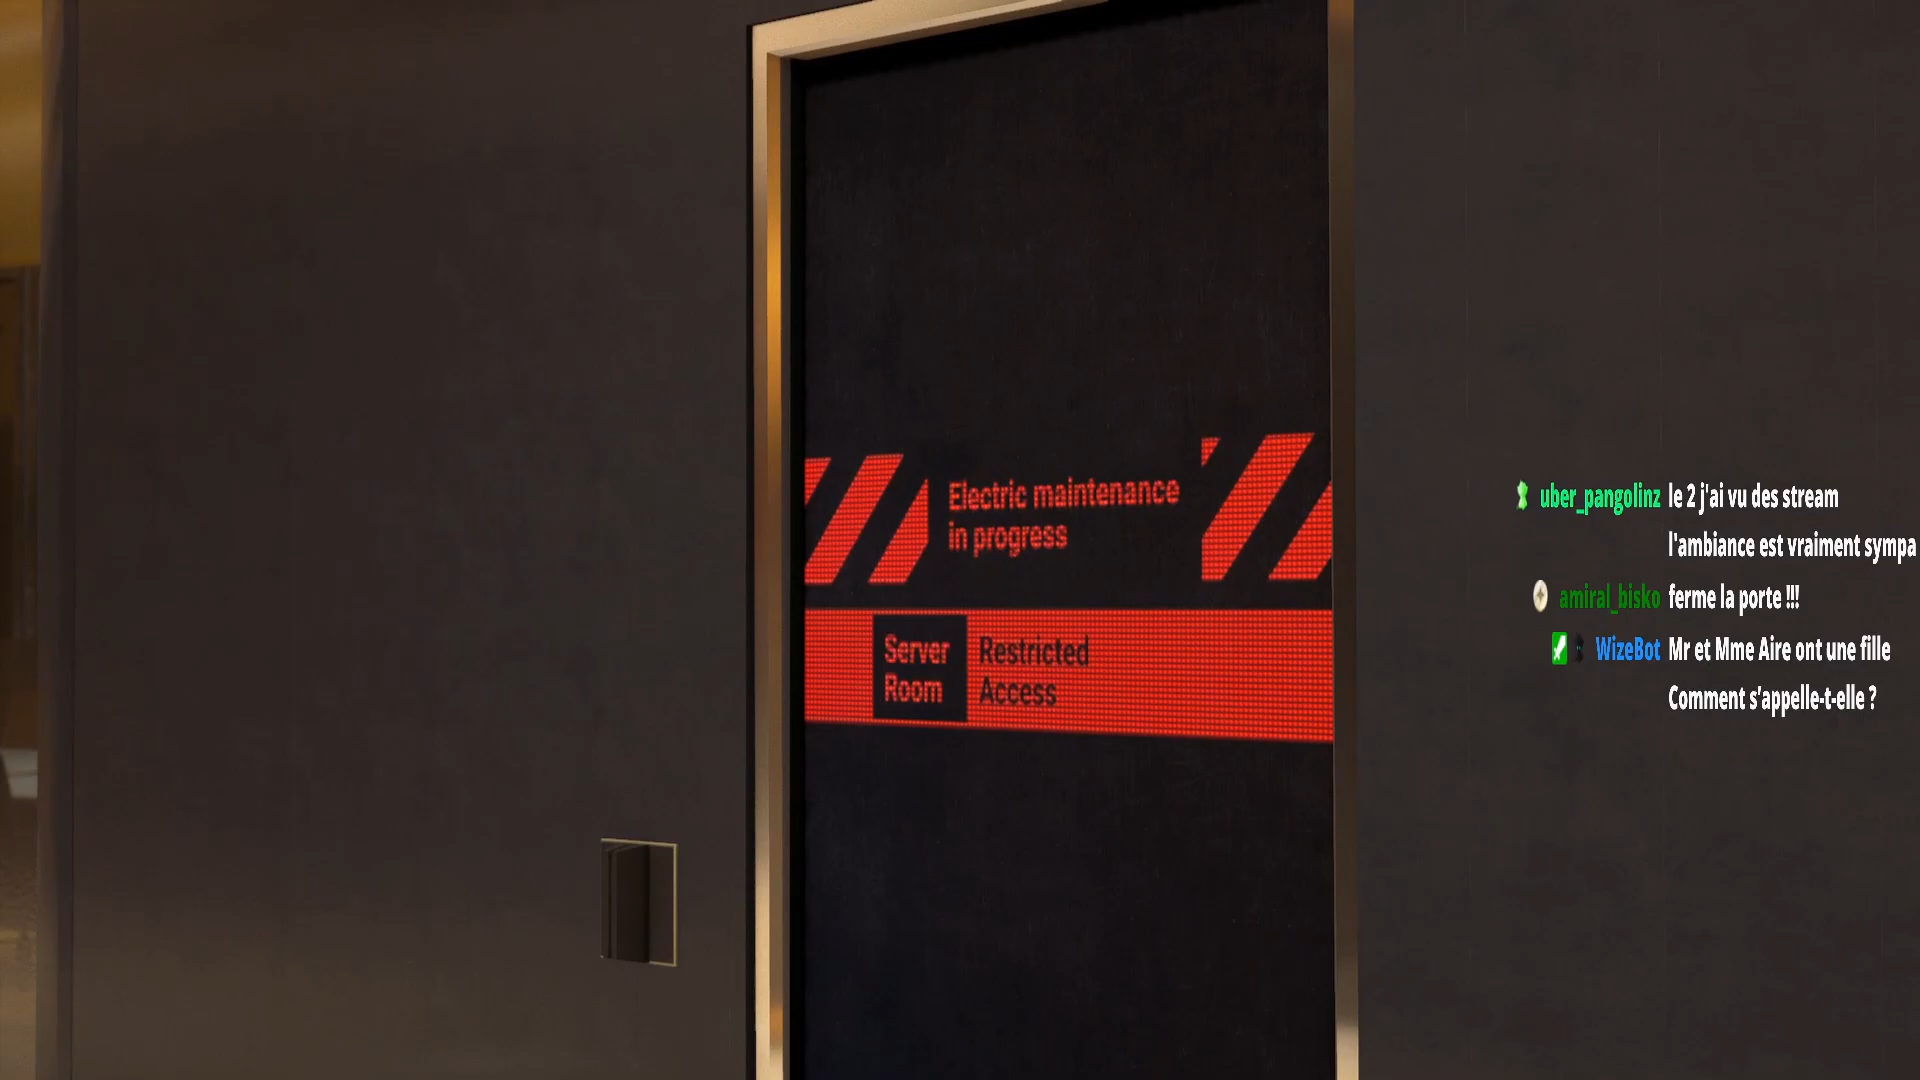 Electric maintenance
in progress
Server
Room
Restricted
Access
uber_pangolinz le 2 j'ai vu des stream
l'ambiance est vraiment sympa
amiral_bisko ferme la porte !!!
WizeBot Mr et Mme Aire ont une fille
Comment s'appelle-t-elle ?